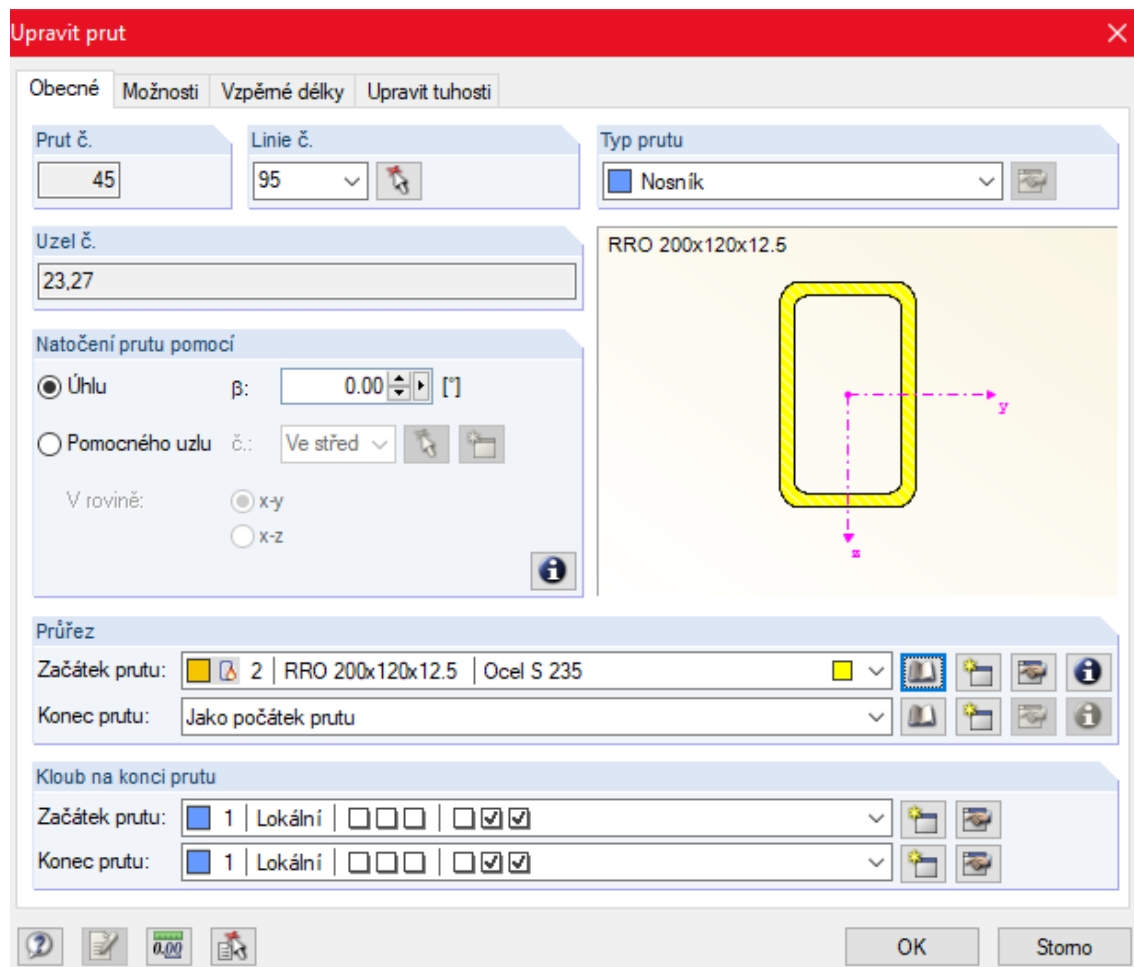 Upravit prut
Obecné Možnosti Vzpěrné délky Upravit tuhosti
Prut č. Linie č. Typ prutu
45 95 Nosník
Uzel č.
23,27
RRO 200x120x12.5
y
z
Natočení prutu pomocí
Úhlu β: 0.00 [°]
Pomocného uzlu č.: Ve střed
V rovině: x-y
x-z
Průřez
Začátek prutu: 2 RRO 200x120x12.5 Ocel S 235
Konec prutu: Jako počátek prutu
Kloub na konci prutu
Začátek prutu: 1 Lokální
Konec prutu: 1 Lokální
0.00 OK Storno